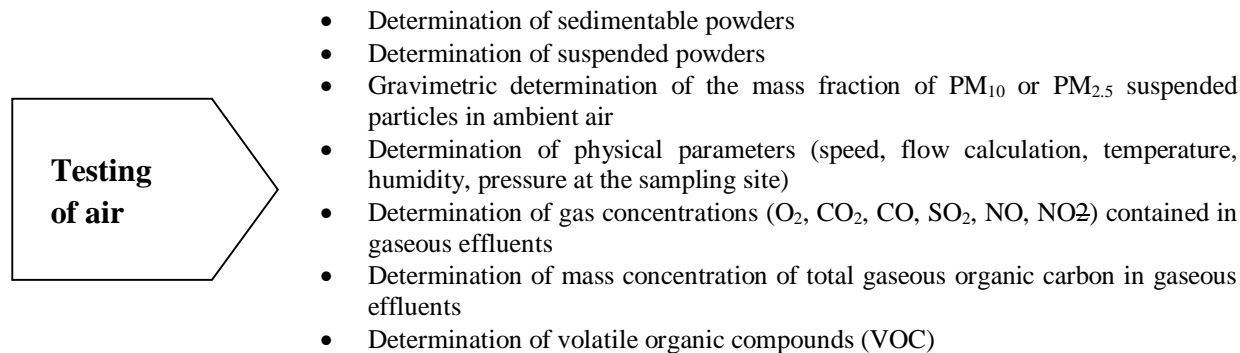 Testing
of air
• Determination of sedimentable powders
• Determination of suspended powders
• Gravimetric determination of the mass fraction of PM₁₀ or PM₂.₅ suspended
particles in ambient air
• Determination of physical parameters (speed, flow calculation, temperature,
humidity, pressure at the sampling site)
• Determination of gas concentrations (O₂, CO₂, CO, SO₂, NO, NO2) contained in
gaseous effluents
• Determination of mass concentration of total gaseous organic carbon in gaseous
effluents
• Determination of volatile organic compounds (VOC)